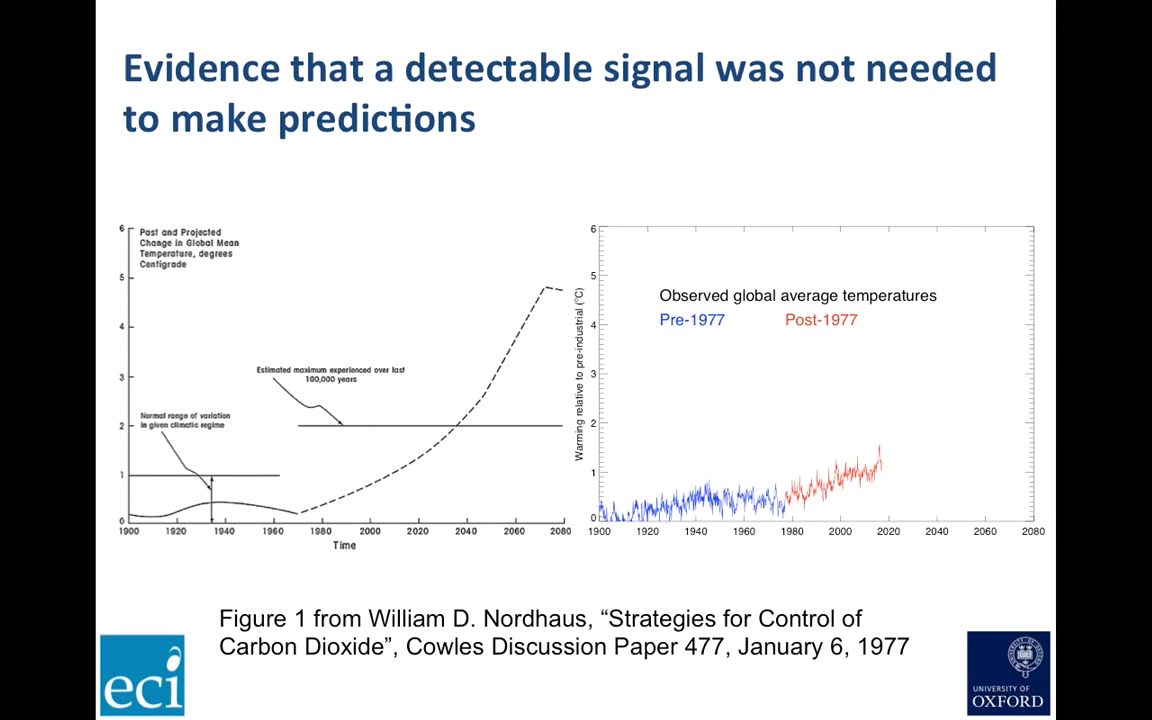 Evidence that a detectable signal was not needed
to make predictions
6
5
4
3
2
1
0
Past and Projected
Change in Global Mean
Temperature, degrees
Centigrade
Estimated maximum experienced over last
100,000 years
Normal range of variation
in given climatic regime
1900 1920 1940 1960 1980 2000 2020 2040 2060 2080
Time
Warming relative to pre-industrial (°C)
6
5
4
3
2
1
0
Observed global average temperatures
Pre-1977 Post-1977
1900 1920 1940 1960 1980 2000 2020 2040 2060 2080
Figure 1 from William D. Nordhaus, “Strategies for Control of
Carbon Dioxide”, Cowles Discussion Paper 477, January 6, 1977
eci
UNIVERSITY OF
OXFORD